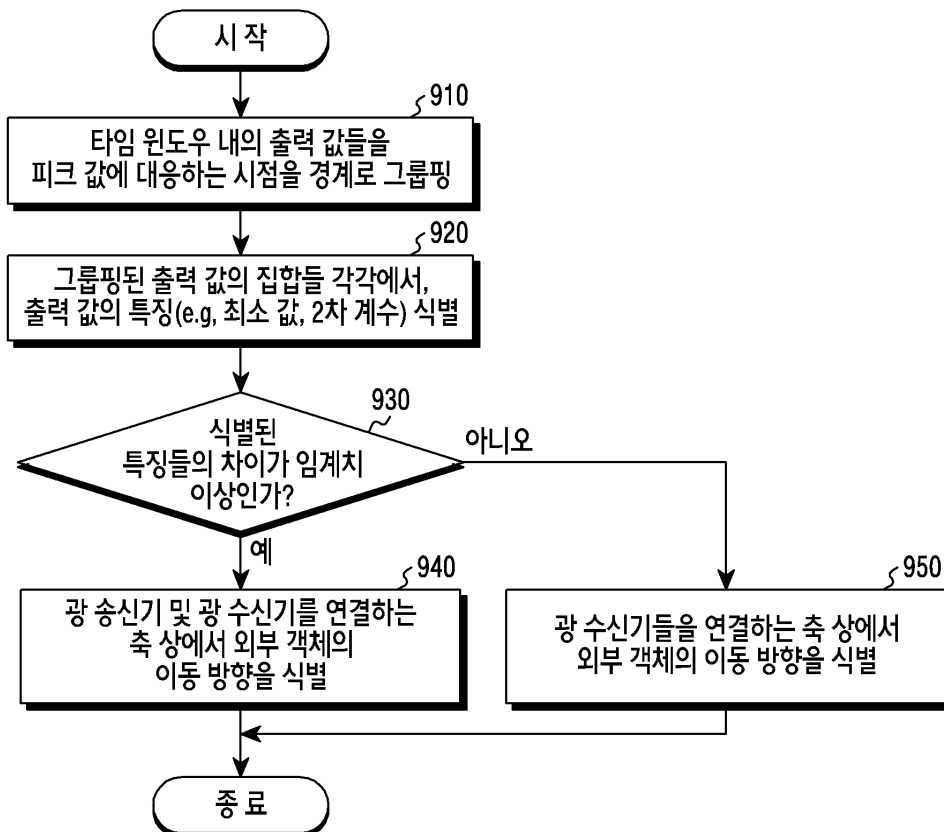 시 작
910
타임 윈도우 내의 출력 값들을
피크 값에 대응하는 시점을 경계로 그룹핑
920
그룹핑된 출력 값의 집합들 각각에서,
출력 값의 특징(e.g, 최소 값, 2차 계수) 식별
930
식별된
특징들의 차이가 임계치
이상인가?
아니오
예
940
광 송신기 및 광 수신기를 연결하는
축 상에서 외부 객체의
이동 방향을 식별
950
광 수신기들을 연결하는 축 상에서
외부 객체의 이동 방향을 식별
종 료